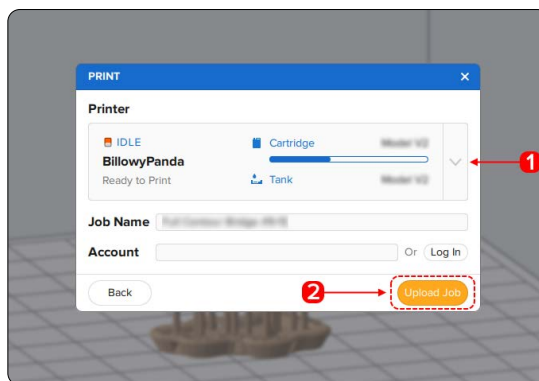 PRINT
Printer
IDLE
BillowyPanda
Ready to Print
Cartridge
Tank
1
Job Name
Account
Or
Log In
Back
2
Upload Job